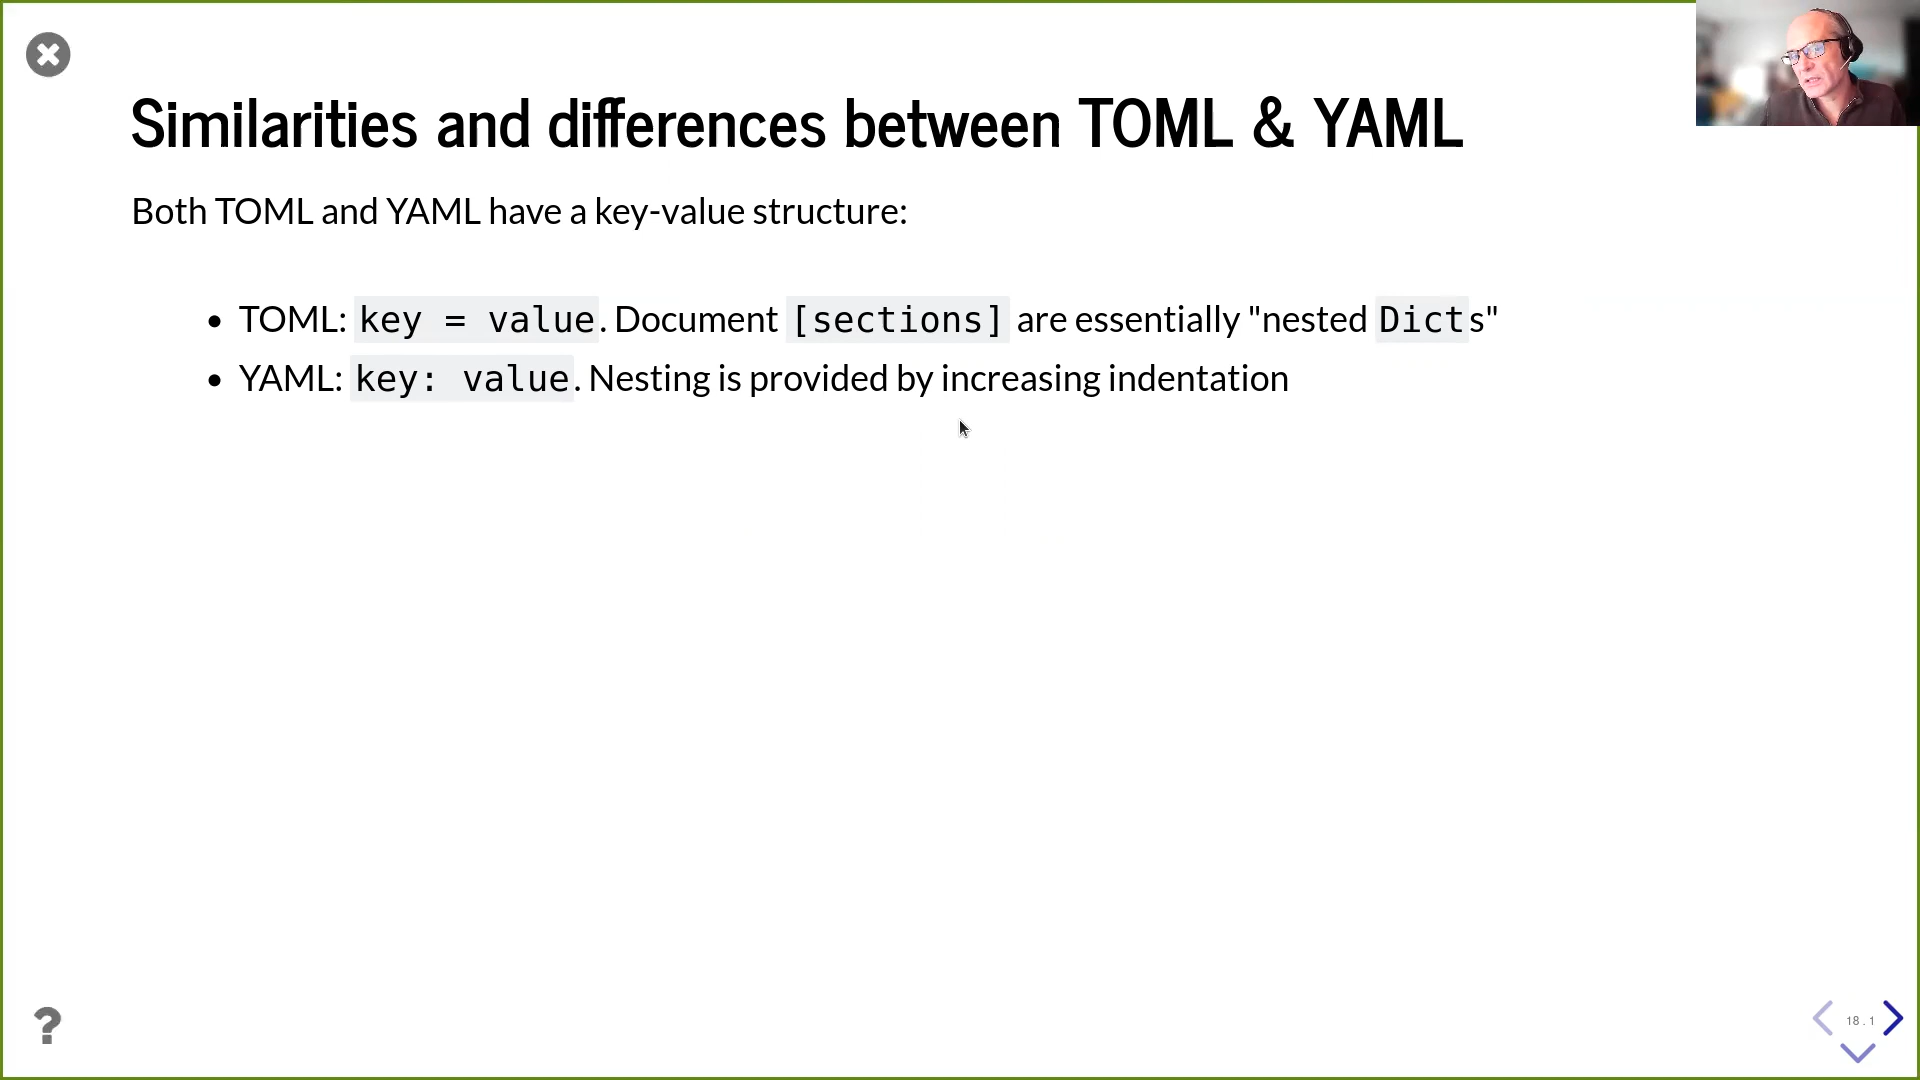 Similarities and differences between TOML & YAML
Both TOML and YAML have a key-value structure:
• TOML: key = value. Document [sections] are essentially "nested Dicts"
• YAML: key: value. Nesting is provided by increasing indentation
?
18.1